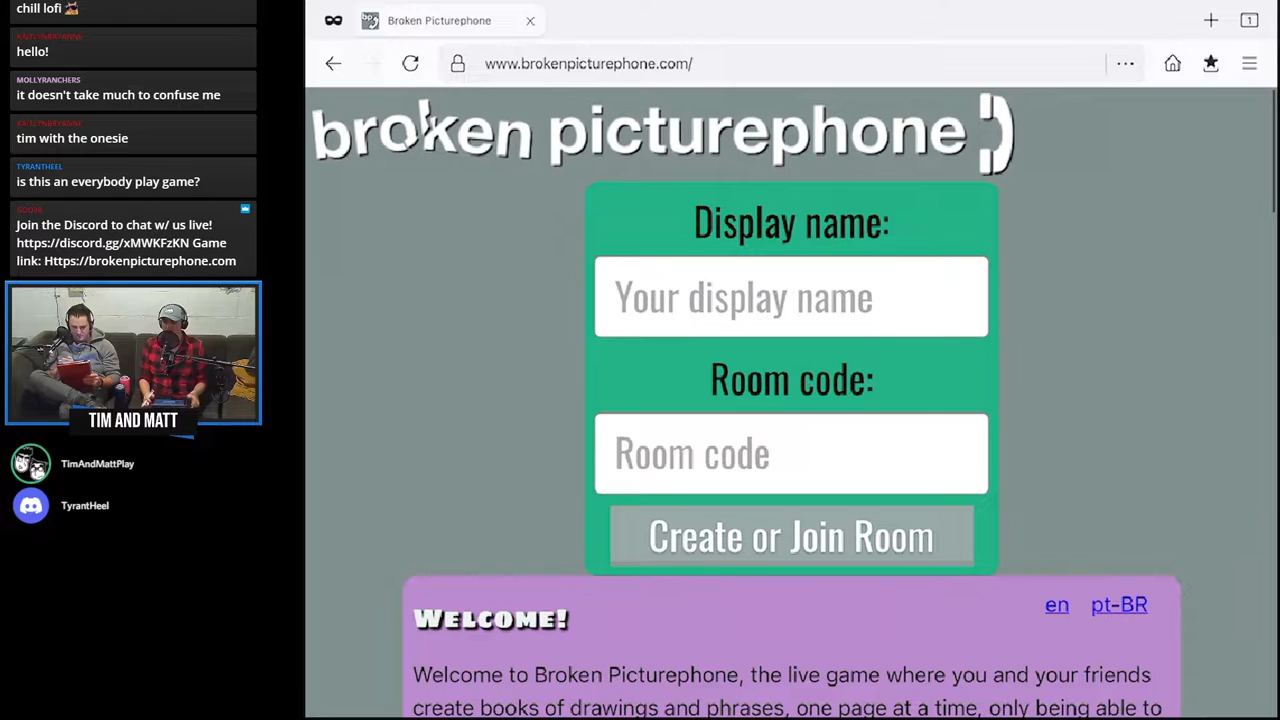 chill lofi
hello!
MOLLYRANCHERS
it doesn't take much to confuse me
tim with the onesie
TYRANTHEEL
is this an everybody play game?
Join the Discord to chat w/ us live!
https://discord.gg/xMWKFzKN Game
link: Https://brokenpicturephone.com
TIM AND MATT
TimAndMattPlay
TyrantHeel
Broken Picturephone
1
www.brokenpicturephone.com/
broken picturephone
Display name:
Your display name
Room code:
Room code
Create or Join Room
WELCOME!
en pt-BR
Welcome to Broken Picturephone, the live game where you and your friends
create books of drawings and phrases, one page at a time, only being able to